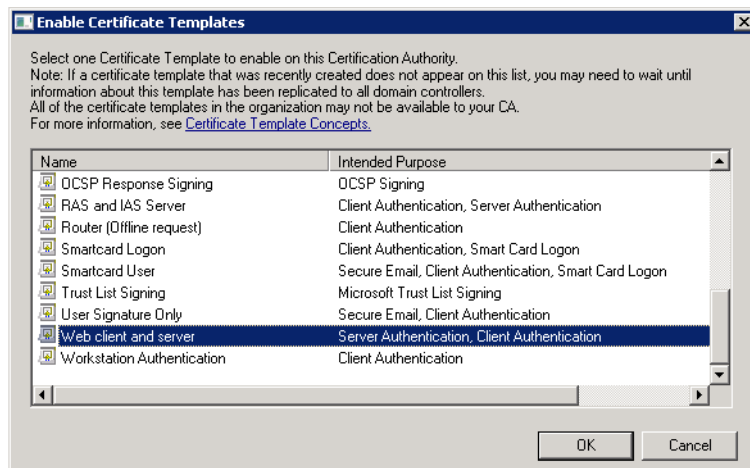 Enable Certificate Templates
Select one Certificate Template to enable on this Certification Authority.
Note: If a certificate template that was recently created does not appear on this list, you may need to wait until
information about this template has been replicated to all domain controllers.
All of the certificate templates in the organization may not be available to your CA.
For more information, see Certificate Template Concepts.
Name Intended Purpose
OCSP Response Signing OCSP Signing
RAS and IAS Server Client Authentication, Server Authentication
Router (Offline request) Client Authentication
Smartcard Logon Client Authentication, Smart Card Logon
Smartcard User Secure Email, Client Authentication, Smart Card Logon
Trust List Signing Microsoft Trust List Signing
User Signature Only Secure Email, Client Authentication
Web client and server Server Authentication, Client Authentication
Workstation Authentication Client Authentication
OK Cancel